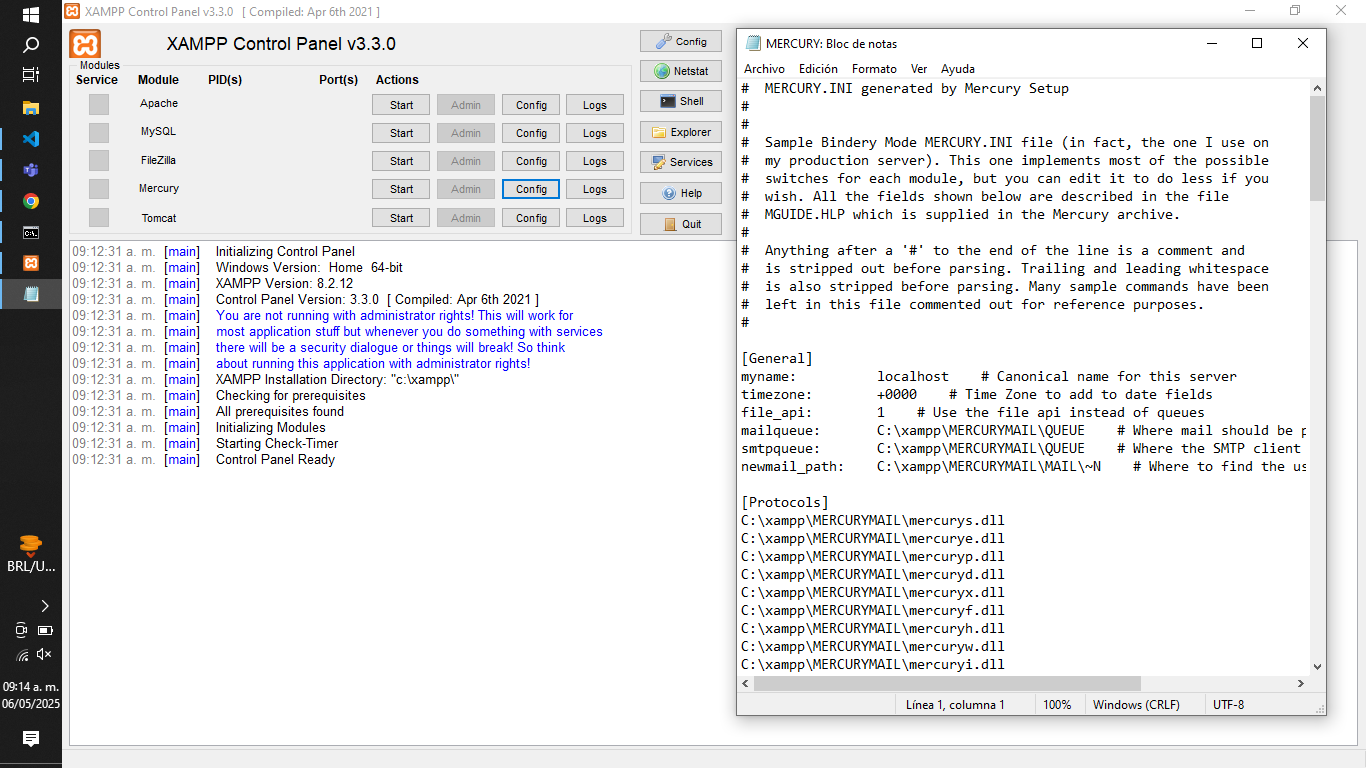 XAMPP Control Panel v3.3.0 [ Compiled: Apr 6th 2021 ]
XAMPP Control Panel v3.3.0
Modules
Service Module PID(s) Port(s) Actions
Apache Start Admin Config Logs
MySQL Start Admin Config Logs
FileZilla Start Admin Config Logs
Mercury Start Admin Config Logs
Tomcat Start Admin Config Logs
Config
Netstat
Shell
Explorer
Services
Help
Quit
09:12:31 a. m. [main] Initializing Control Panel
09:12:31 a. m. [main] Windows Version: Home 64-bit
09:12:31 a. m. [main] XAMPP Version: 8.2.12
09:12:31 a. m. [main] Control Panel Version: 3.3.0 [ Compiled: Apr 6th 2021 ]
09:12:31 a. m. [main] You are not running with administrator rights! This will work for
09:12:31 a. m. [main] most application stuff but whenever you do something with services
09:12:31 a. m. [main] there will be a security dialogue or things will break! So think
09:12:31 a. m. [main] about running this application with administrator rights!
09:12:31 a. m. [main] XAMPP Installation Directory: "c:\xampp\"
09:12:31 a. m. [main] Checking for prerequisites
09:12:31 a. m. [main] All prerequisites found
09:12:31 a. m. [main] Initializing Modules
09:12:31 a. m. [main] Starting Check-Timer
09:12:31 a. m. [main] Control Panel Ready
MERCURY: Bloc de notas
Archivo Edición Formato Ver Ayuda
# MERCURY.INI generated by Mercury Setup
#
#
# Sample Bindery Mode MERCURY.INI file (in fact, the one I use on
# my production server). This one implements most of the possible
# switches for each module, but you can edit it to do less if you
# wish. All the fields shown below are described in the file
# MGUIDE.HLP which is supplied in the Mercury archive.
#
# Anything after a '#' to the end of the line is a comment and
# is stripped out before parsing. Trailing and leading whitespace
# is also stripped before parsing. Many sample commands have been
# left in this file commented out for reference purposes.
#
[General]
myname: localhost # Canonical name for this server
timezone: +0000 # Time Zone to add to date fields
file_api: 1 # Use the file api instead of queues
mailqueue: C:\xampp\MERCURYMAIL\QUEUE # Where mail should be p
smtpqueue: C:\xampp\MERCURYMAIL\QUEUE # Where the SMTP client
newmail_path: C:\xampp\MERCURYMAIL\MAIL\~N # Where to find the us
[Protocols]
C:\xampp\MERCURYMAIL\mercurys.dll
C:\xampp\MERCURYMAIL\mercurye.dll
C:\xampp\MERCURYMAIL\mercuryp.dll
C:\xampp\MERCURYMAIL\mercuryd.dll
C:\xampp\MERCURYMAIL\mercuryx.dll
C:\xampp\MERCURYMAIL\mercuryf.dll
C:\xampp\MERCURYMAIL\mercuryh.dll
C:\xampp\MERCURYMAIL\mercuryw.dll
C:\xampp\MERCURYMAIL\mercuryi.dll
Línea 1, columna 1 100% Windows (CRLF) UTF-8
BRL/U...
09:14 a. m.
06/05/2025